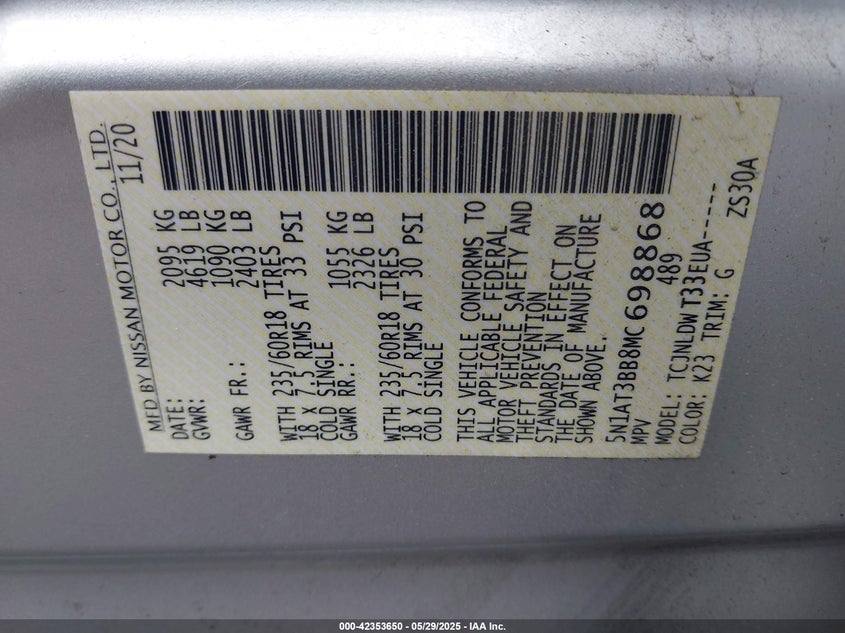 MFD BY NISSAN MOTOR CO., LTD.
DATE: 11/20
GVWR: 2095 KG
4619 LB
GAWR FR.: 1090 KG
2403 LB
WITH 235/60R18 TIRES
18 X 7.5 RIMS AT 33 PSI
COLD SINGLE
GAWR RR.: 1055 KG
2326 LB
WITH 235/60R18 TIRES
18 X 7.5 RIMS AT 30 PSI
COLD SINGLE
THIS VEHICLE CONFORMS TO
ALL APPLICABLE FEDERAL
MOTOR VEHICLE SAFETY AND
THEFT PREVENTION
STANDARDS IN EFFECT ON
THE DATE OF MANUFACTURE
SHOWN ABOVE.
5N1AT3BB8MC698868
MPV 489
MODEL: TCJNLDWT33EUA-----
COLOR: K23 TRIM: G ZS30A
000-42353650 - 05/29/2025 - IAA Inc.